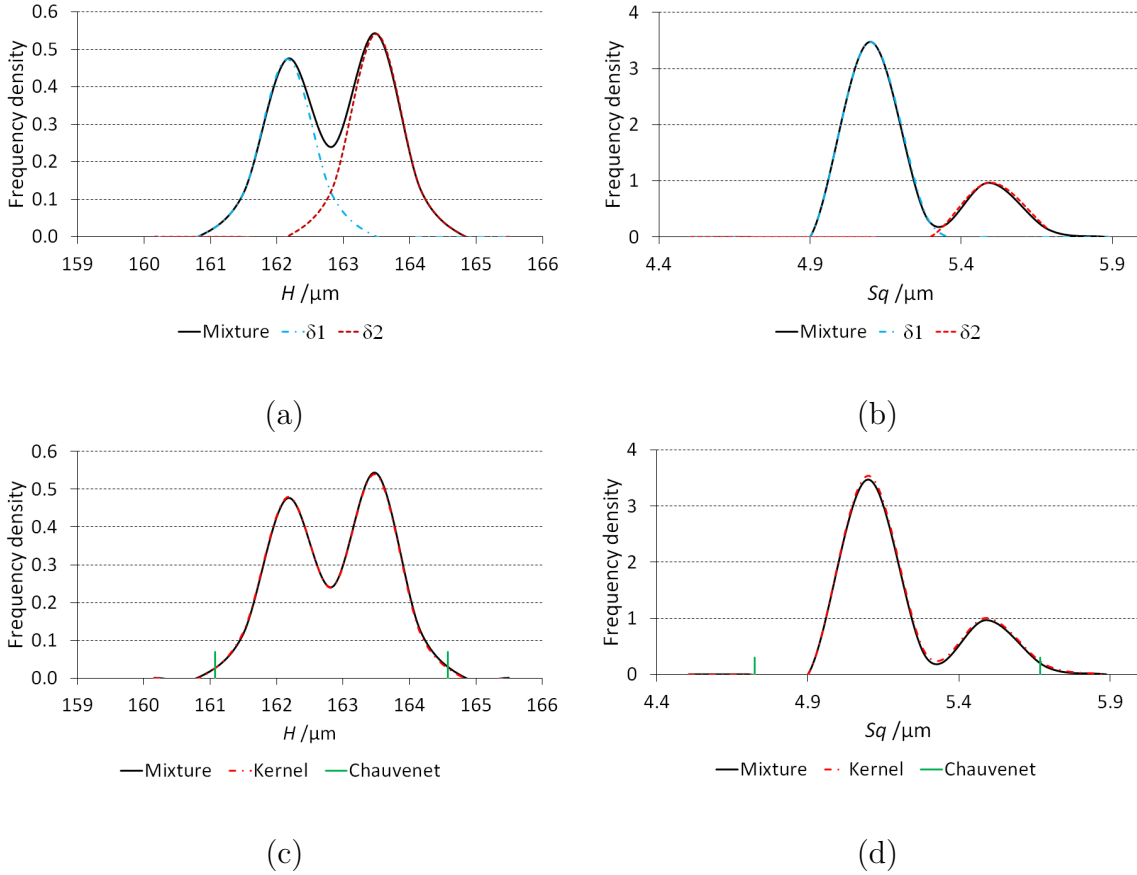 0.6
0.5
0.4
0.3
0.2
0.1
0.0
Frequency density
159 160 161 162 163 164 165 166
H /μm
Mixture δ1 δ2
(a)
4
3
2
1
0
Frequency density
4.4 4.9 5.4 5.9
Sq /μm
Mixture δ1 δ2
(b)
0.6
0.5
0.4
0.3
0.2
0.1
0.0
Frequency density
159 160 161 162 163 164 165 166
H /μm
Mixture Kernel Chauvenet
(c)
4
3
2
1
0
Frequency density
4.4 4.9 5.4 5.9
Sq /μm
Mixture Kernel Chauvenet
(d)